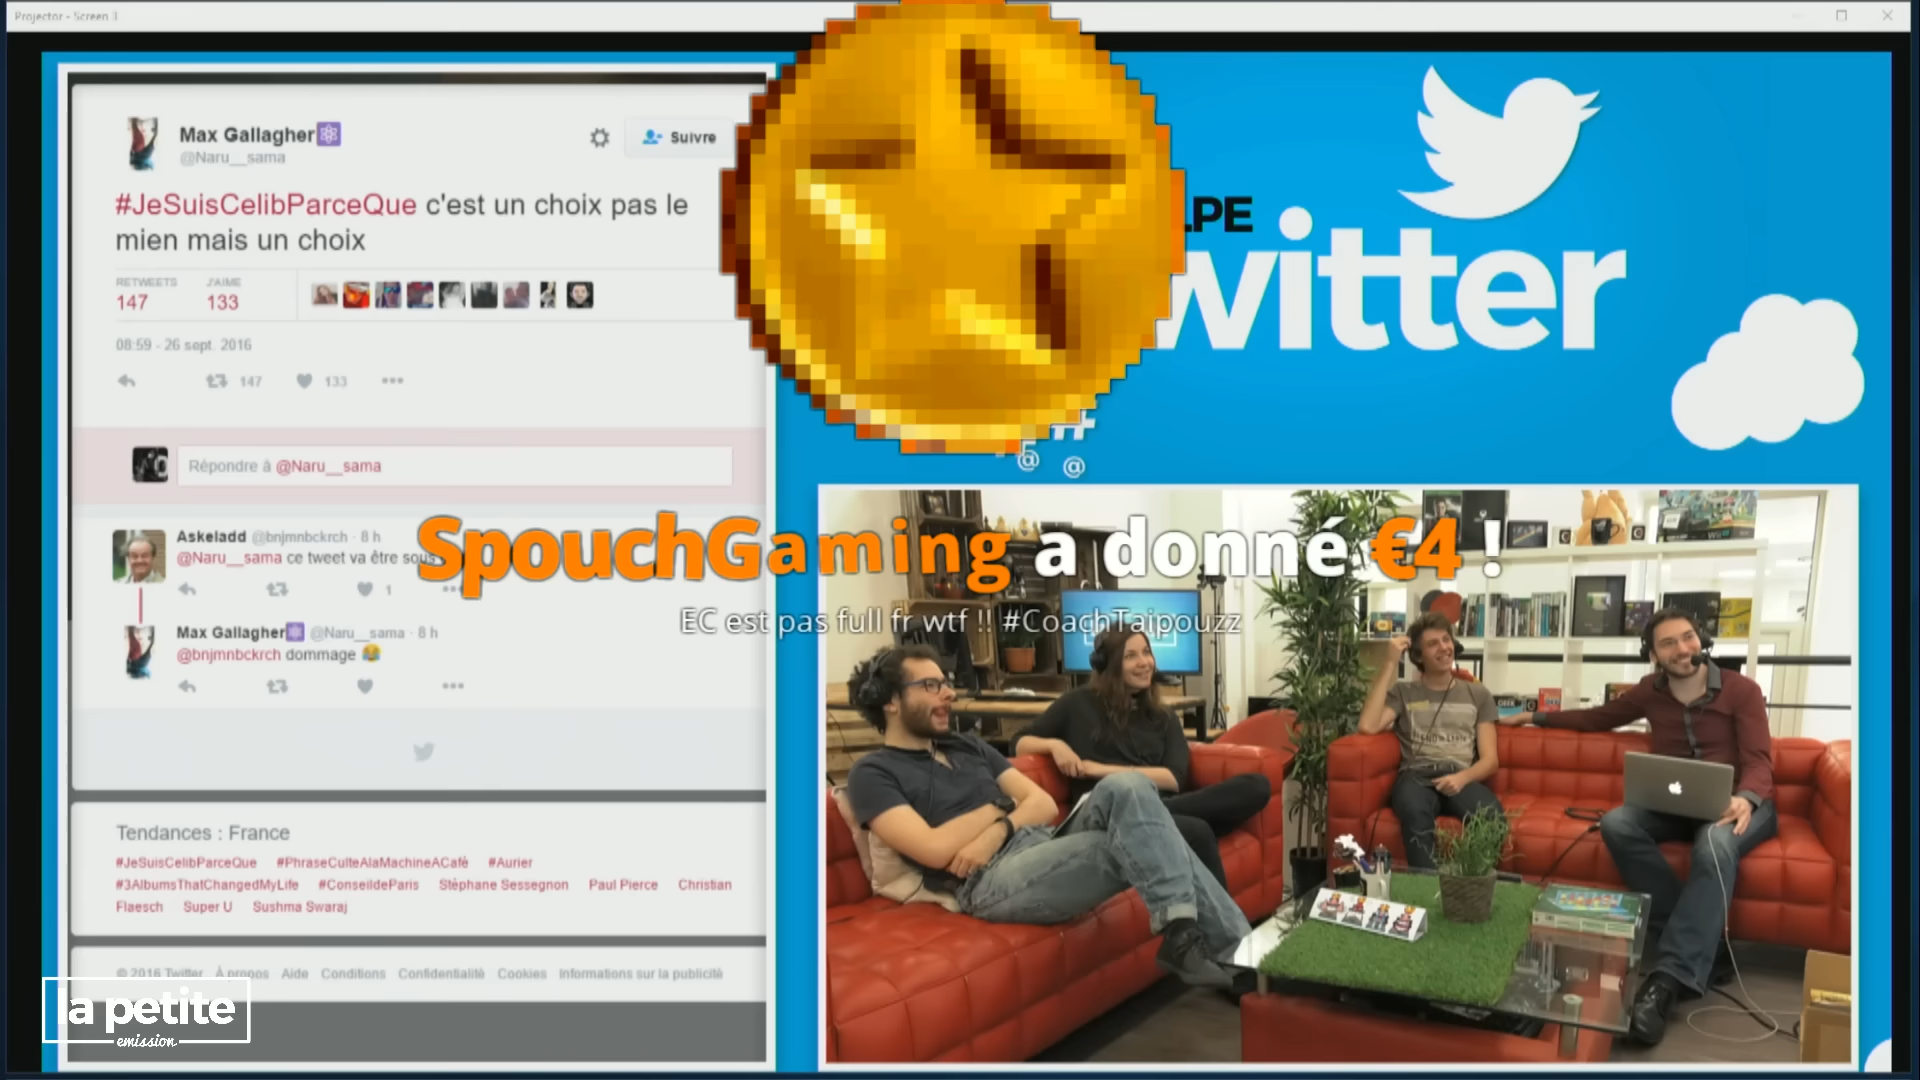 Projector - Screen 1
Max Gallagher
@Naru__sama
Suivre
#JeSuisCelibParceQue c'est un choix pas le
mien mais un choix
RETWEETS
J'AIME
147
133
08:59 - 26 sept. 2016
147
133
Répondre à @Naru__sama
Askeladd @bnjmnbckrch · 8 h
@Naru__sama ce tweet va être sous
1
Max Gallagher @Naru__sama · 8 h
@bnjmnbckrch dommage 😂
Tendances : France
#JeSuisCelibParceQue #PhraseCulteAlaMachineACafé #Aurier
#3AlbumsThatChangedMyLife #ConseildeParis Stéphane Sessegnon Paul Pierce Christian
Flaesch Super U Sushma Swaraj
© 2016 Twitter À propos Aide Conditions Confidentialité Cookies Informations sur la publicité
la petite
emission
LPE
witter
#
@ @
SpouchGaming a donné €4 !
EC est pas full fr wtf !! #CoachTaipouzz